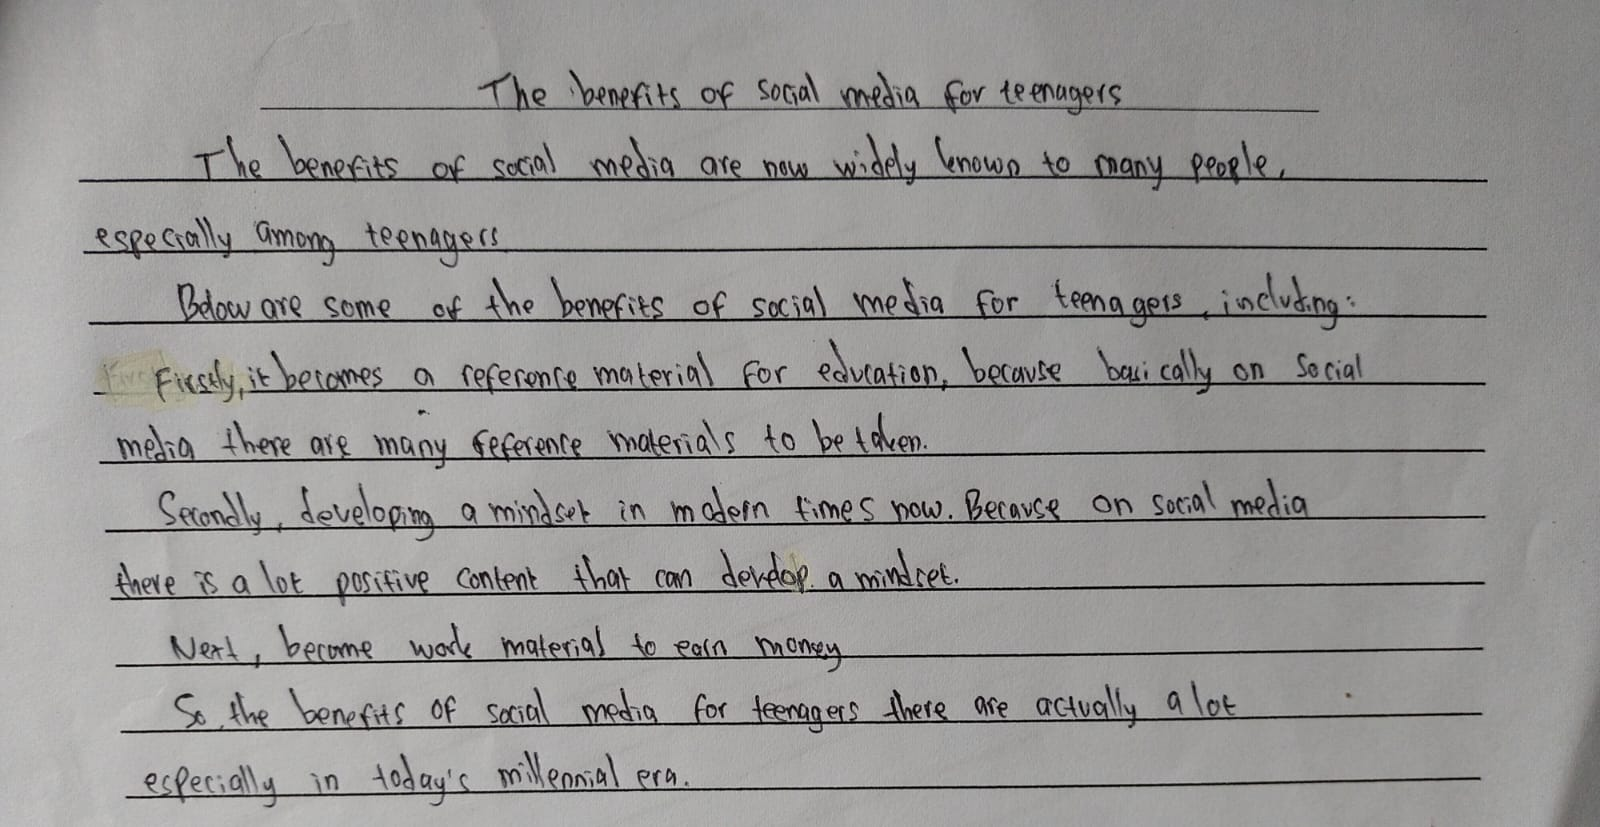 The benefits of social media for teenagers
The benefits of social media are now widely known to many people,
especially among teenagers
Below are some of the benefits of social media for teenagers, including:
Firstly, it becomes a reference material for education, because basically on social
media there are many reference materials to be taken.
Secondly, developing a mindset in modern times now. Because on social media
there is a lot positive content that can develop a mindset.
Next, become work material to earn money
So, the benefits of social media for teenagers there are actually a lot
especially in today's millennial era.